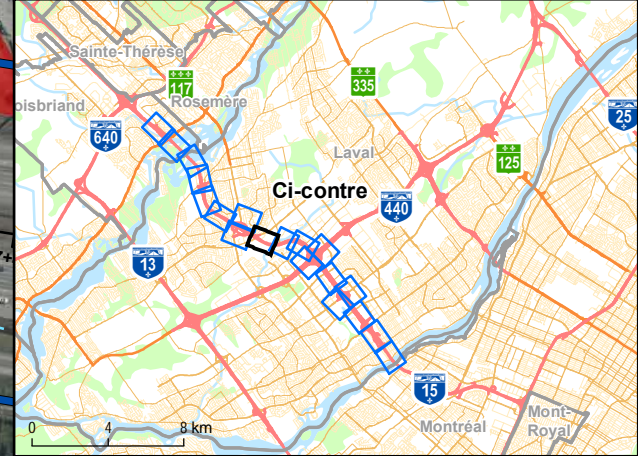 Sainte-Thérèse
117
335
oisbriand
Rosemère
25
640
Laval
125
Ci-contre
440
13
15
Mont-
Royal
Montréal
0 4 8 km